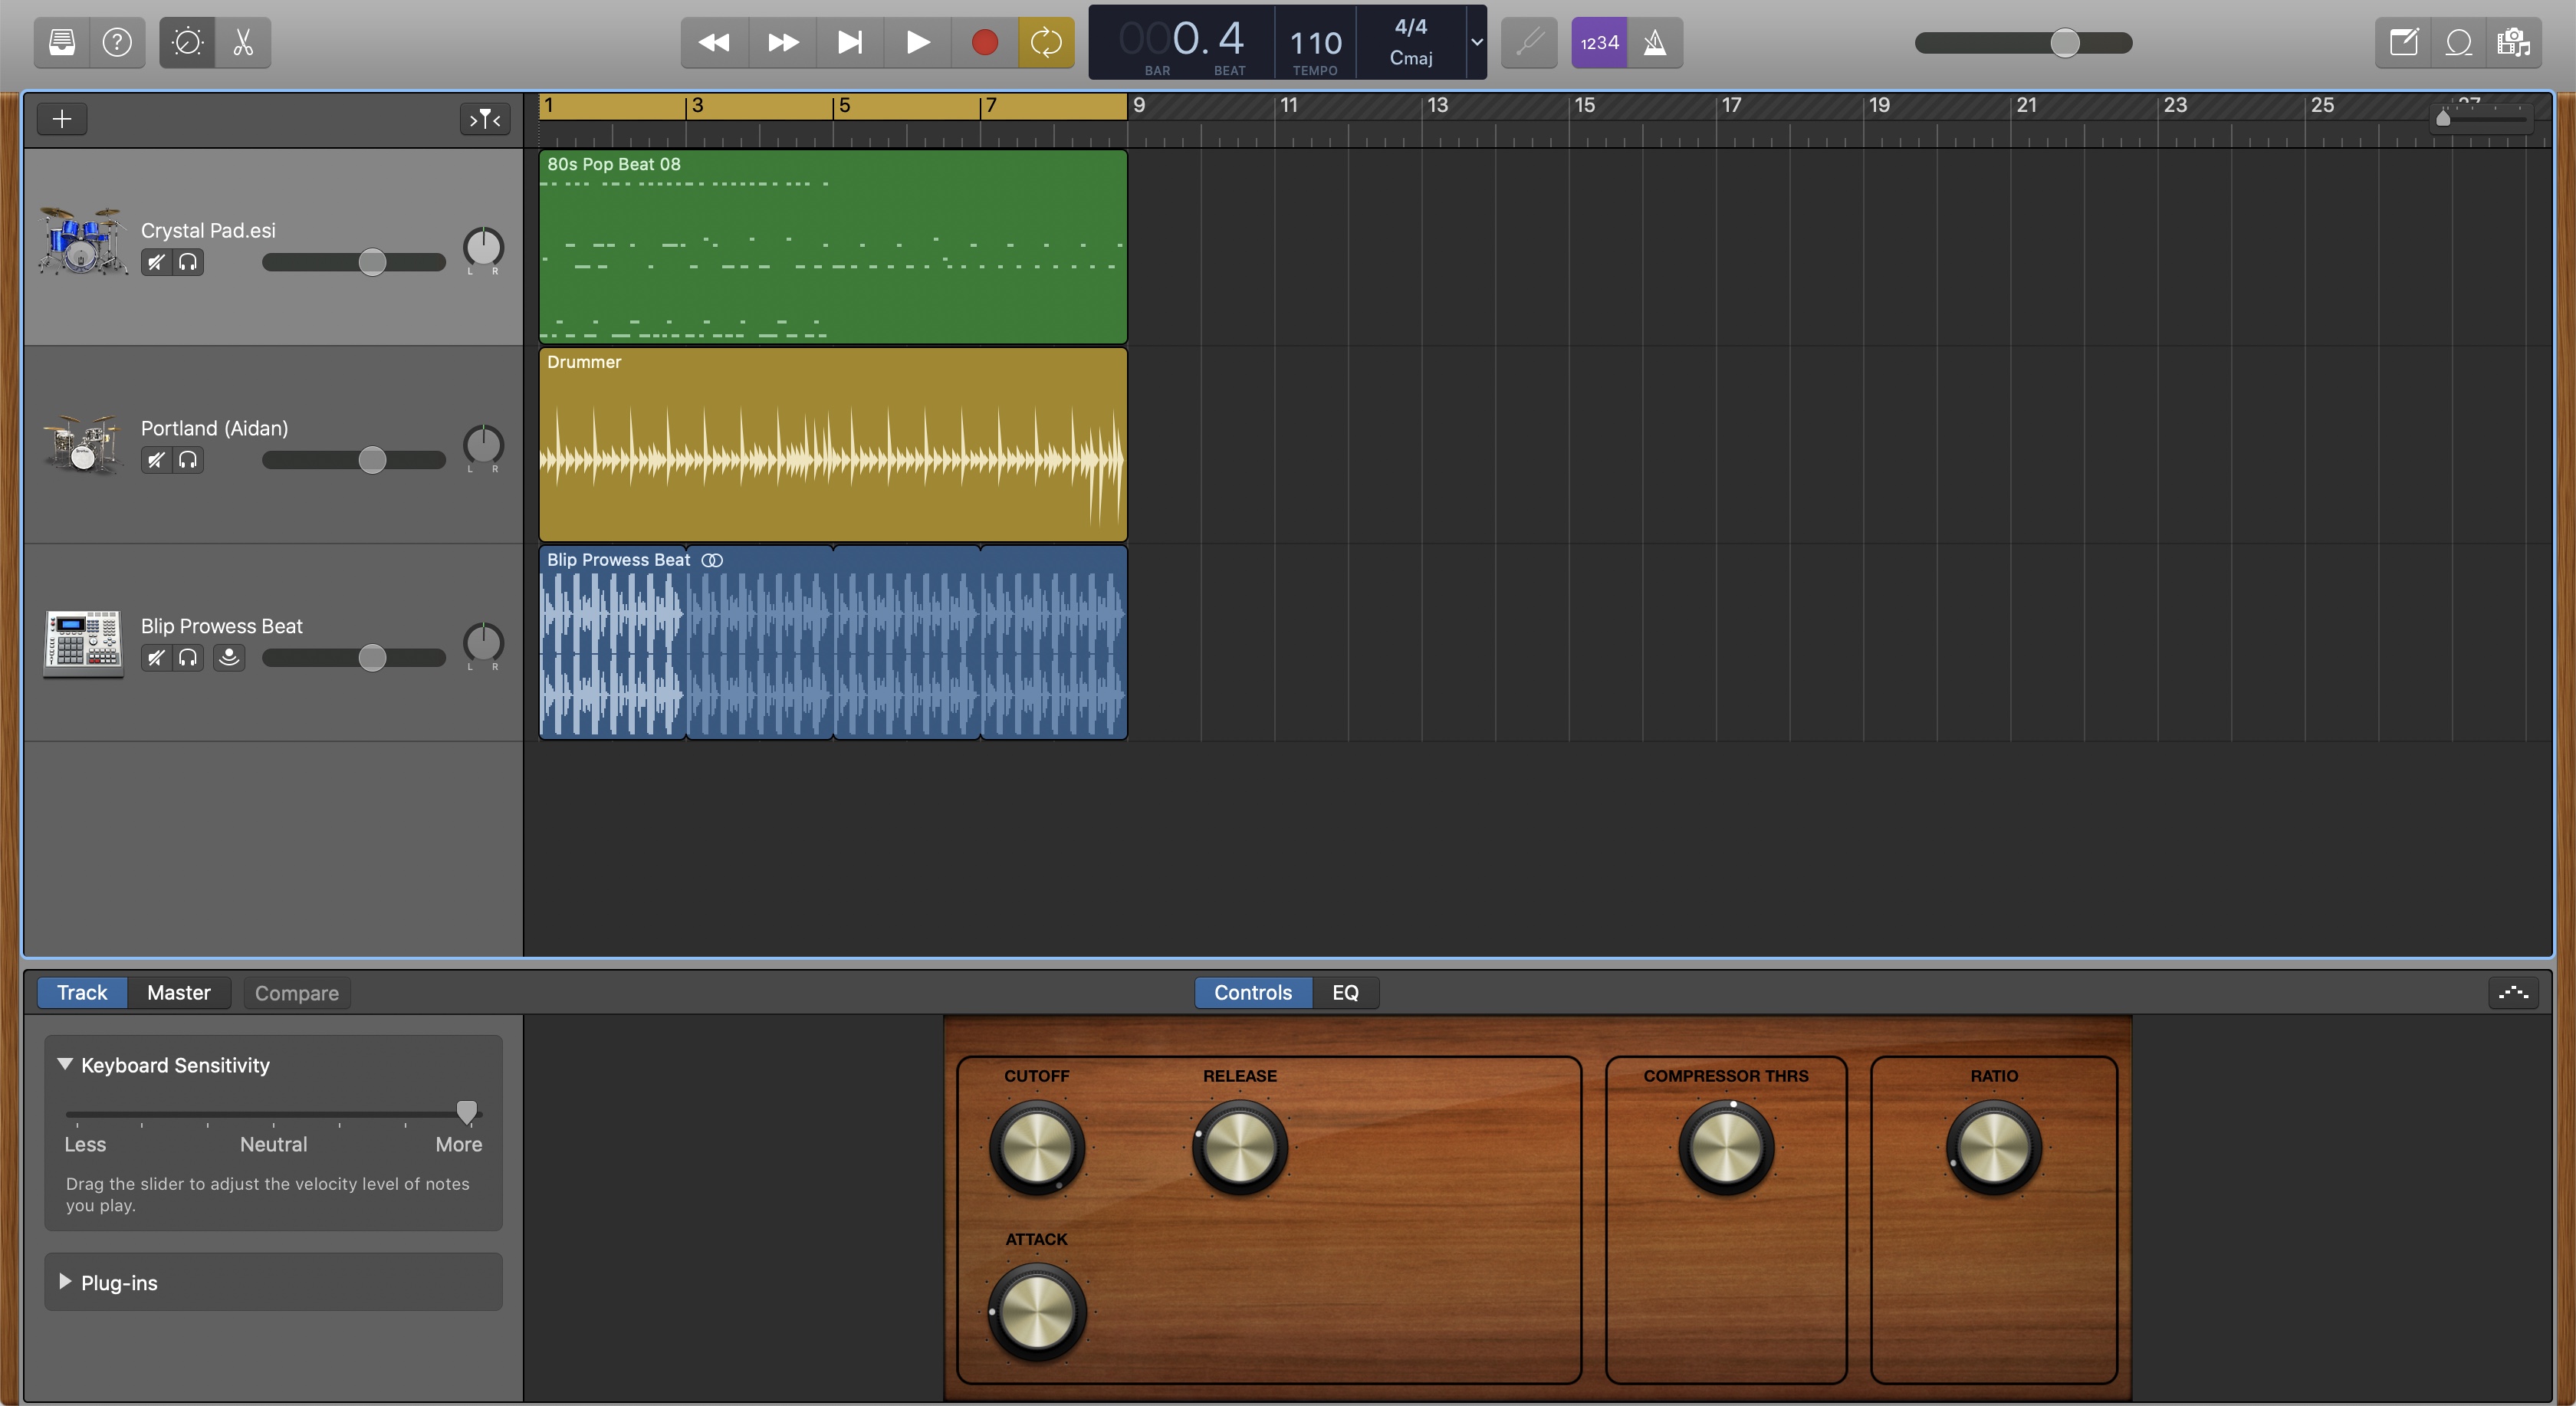 000.4
BAR BEAT
110
TEMPO
4/4
Cmaj
1234
1 3 5 7 9 11 13 15 17 19 21 23 25 27
Crystal Pad.esi
L R
80s Pop Beat 08
Portland (Aidan)
L R
Drummer
Blip Prowess Beat
L R
Blip Prowess Beat
Track Master Compare
Controls EQ
Keyboard Sensitivity
Less Neutral More
Drag the slider to adjust the velocity level of notes
you play.
Plug-ins
CUTOFF RELEASE COMPRESSOR THRS RATIO
ATTACK